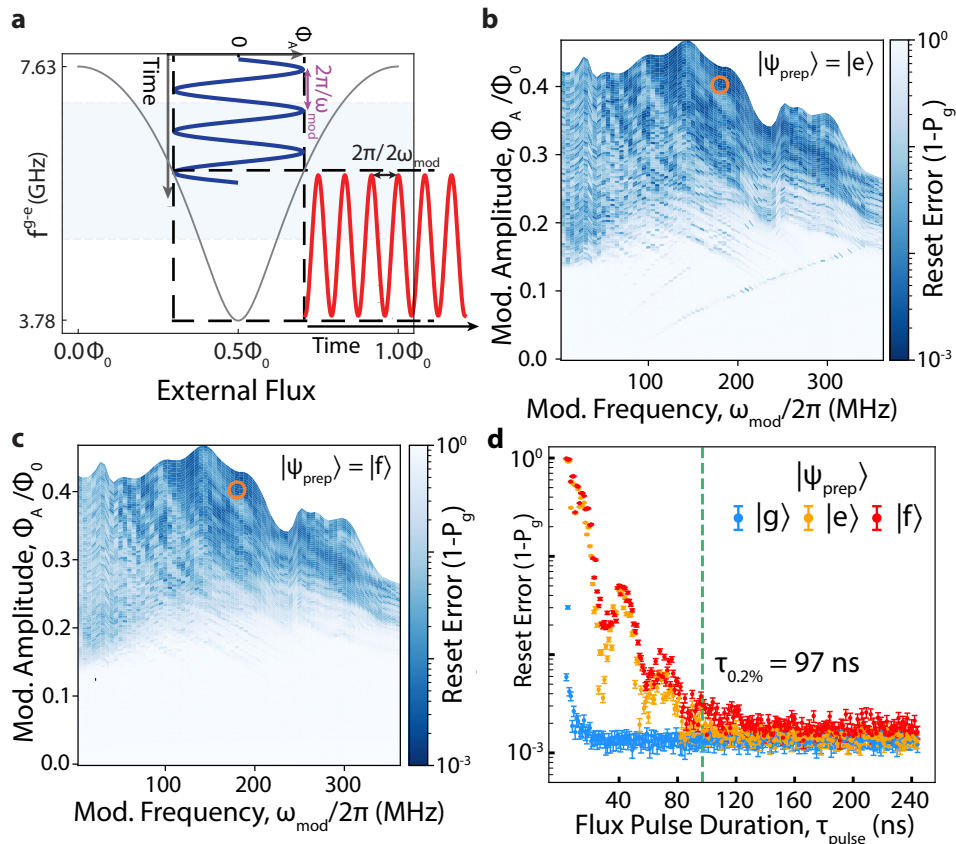 a
7.63
3.78
f^g-e (GHz)
0
Φ_A
Time
2π/ω_mod
2π/2ω_mod
Time
0.0Φ_0
0.5Φ_0
1.0Φ_0
External Flux
b
|ψ_prep⟩ = |e⟩
0.4
0.3
0.2
0.1
0.0
Mod. Amplitude, Φ_A/Φ_0
100
200
300
Mod. Frequency, ω_mod/2π (MHz)
10^0
10^-3
Reset Error (1-P_g)
c
|ψ_prep⟩ = |f⟩
0.4
0.3
0.2
0.1
0.0
Mod. Amplitude, Φ_A/Φ_0
100
200
300
Mod. Frequency, ω_mod/2π (MHz)
10^0
10^-3
Reset Error (1-P_g)
d
|ψ_prep⟩
|g⟩ |e⟩ |f⟩
τ_0.2% = 97 ns
10^0
10^-3
Reset Error (1-P_g)
40
80
120
160
200
240
Flux Pulse Duration, τ_pulse (ns)